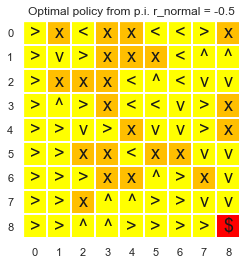 Optimal policy from p.i. r_normal = -0.5
0 > x < x x < < > x
1 > v > x x x < ^ ^
2 > x x x < ^ < v v
3 > ^ > x < < v > x
4 > > v > x v v > x
5 > > x x < x x v v
6 > > > x x ^ > x v
7 > > x ^ ^ > > v v
8 > > ^ ^ > > > > $
0 1 2 3 4 5 6 7 8